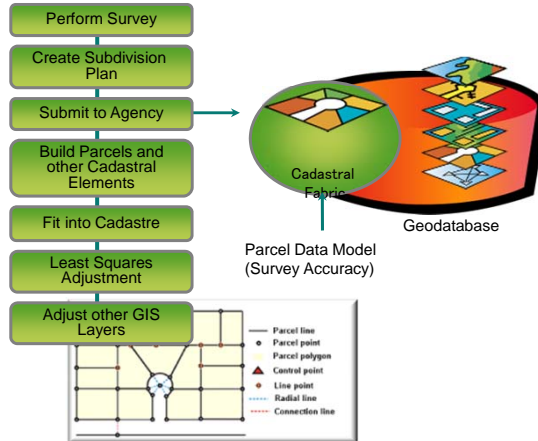 Perform Survey
Create Subdivision
Plan
Submit to Agency
Build Parcels and
other Cadastral
Elements
Fit into Cadastre
Least Squares
Adjustment
Adjust other GIS
Layers
Cadastral
Fabric
Geodatabase
Parcel Data Model
(Survey Accuracy)
Parcel line
Parcel point
Parcel polygon
Control point
Line point
Radial line
Connection line